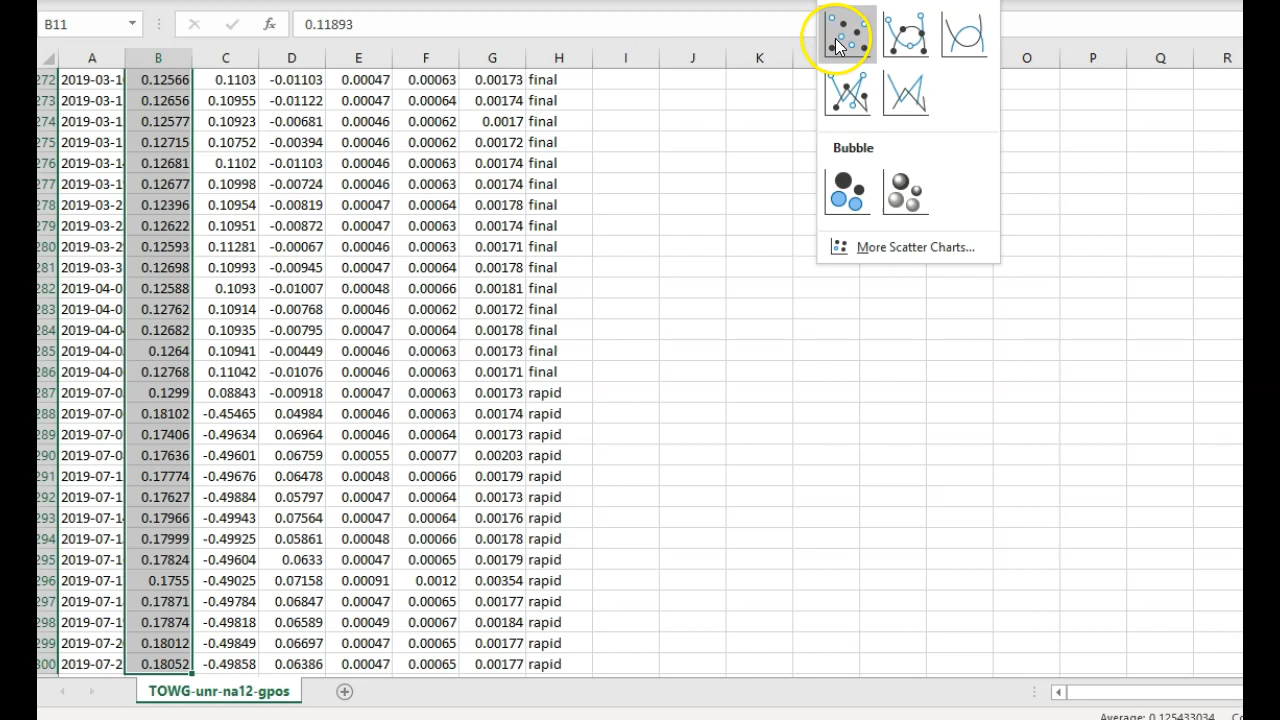 B11 fx 0.11893
A B C D E F G H I J K O P Q R
272 2019-03-1 0.12566 0.1103 -0.01103 0.00047 0.00063 0.00173 final
273 2019-03-1 0.12656 0.10955 -0.01122 0.00047 0.00064 0.00174 final
274 2019-03-1 0.12577 0.10923 -0.00681 0.00046 0.00062 0.0017 final
275 2019-03-1 0.12715 0.10752 -0.00394 0.00046 0.00062 0.00172 final
276 2019-03-1 0.12681 0.1102 -0.01103 0.00046 0.00063 0.00174 final
277 2019-03-1 0.12677 0.10998 -0.00724 0.00046 0.00063 0.00174 final
278 2019-03-2 0.12396 0.10954 -0.00819 0.00047 0.00064 0.00178 final
279 2019-03-2 0.12622 0.10951 -0.00872 0.00047 0.00063 0.00174 final
280 2019-03-2 0.12593 0.11281 -0.00067 0.00046 0.00063 0.00171 final
281 2019-03-3 0.12698 0.10993 -0.00945 0.00047 0.00064 0.00178 final
282 2019-04-0 0.12588 0.1093 -0.01007 0.00048 0.00066 0.00181 final
283 2019-04-0 0.12762 0.10914 -0.00768 0.00046 0.00062 0.00172 final
284 2019-04-0 0.12682 0.10935 -0.00795 0.00047 0.00064 0.00178 final
285 2019-04-0 0.1264 0.10941 -0.00449 0.00046 0.00063 0.00173 final
286 2019-04-0 0.12768 0.11042 -0.01076 0.00046 0.00063 0.00171 final
287 2019-07-0 0.1299 0.08843 -0.00918 0.00047 0.00063 0.00173 rapid
288 2019-07-0 0.18102 -0.45465 0.04984 0.00046 0.00063 0.00174 rapid
289 2019-07-0 0.17406 -0.49634 0.06964 0.00046 0.00064 0.00173 rapid
290 2019-07-0 0.17636 -0.49601 0.06759 0.00055 0.00077 0.00203 rapid
291 2019-07-1 0.17774 -0.49676 0.06478 0.00048 0.00066 0.00179 rapid
292 2019-07-1 0.17627 -0.49884 0.05797 0.00047 0.00064 0.00173 rapid
293 2019-07-1 0.17966 -0.49943 0.07564 0.00047 0.00064 0.00176 rapid
294 2019-07-1 0.17999 -0.49925 0.05861 0.00048 0.00066 0.00178 rapid
295 2019-07-1 0.17824 -0.49604 0.0633 0.00047 0.00065 0.00179 rapid
296 2019-07-1 0.1755 -0.49025 0.07158 0.00091 0.0012 0.00354 rapid
297 2019-07-1 0.17871 -0.49784 0.06847 0.00047 0.00065 0.00177 rapid
298 2019-07-1 0.17874 -0.49818 0.06589 0.00049 0.00067 0.00184 rapid
299 2019-07-2 0.18012 -0.49849 0.06697 0.00047 0.00065 0.00177 rapid
300 2019-07-2 0.18052 -0.49858 0.06386 0.00047 0.00065 0.00177 rapid
Bubble
More Scatter Charts...
TOWG-unr-na12-gpos
Average: 0.125433034